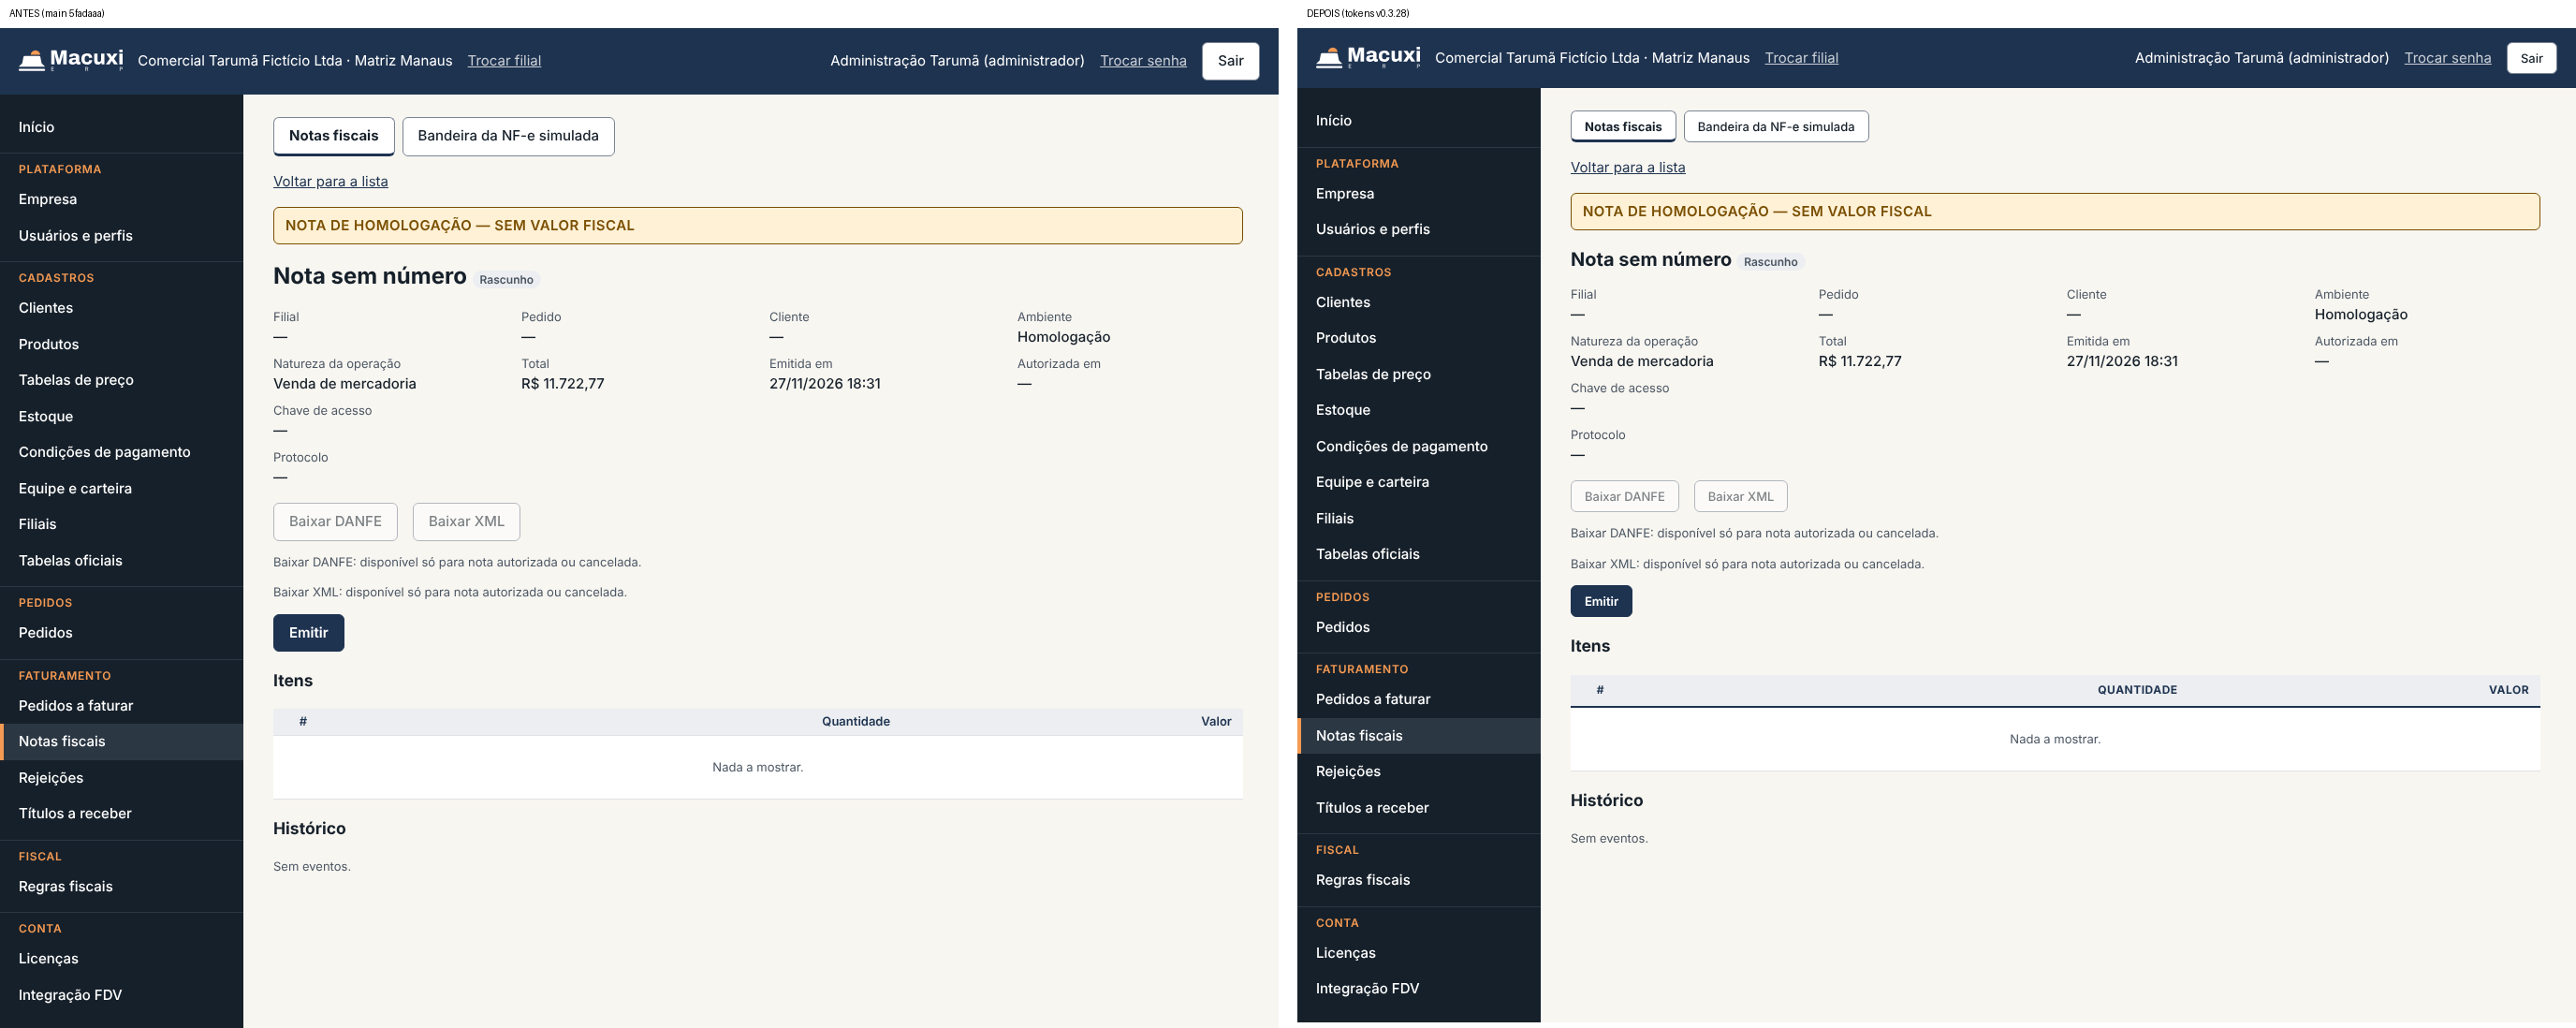 ANTES (main 5fadaaa)
Macuxi
E R P
Comercial Tarumã Fictício Ltda · Matriz Manaus Trocar filial
Administração Tarumã (administrador) Trocar senha Sair
Início
PLATAFORMA
Empresa
Usuários e perfis
CADASTROS
Clientes
Produtos
Tabelas de preço
Estoque
Condições de pagamento
Equipe e carteira
Filiais
Tabelas oficiais
PEDIDOS
Pedidos
FATURAMENTO
Pedidos a faturar
Notas fiscais
Rejeições
Títulos a receber
FISCAL
Regras fiscais
CONTA
Licenças
Integração FDV
Notas fiscais Bandeira da NF-e simulada
Voltar para a lista
NOTA DE HOMOLOGAÇÃO — SEM VALOR FISCAL
Nota sem número Rascunho
Filial Pedido Cliente Ambiente
— — — Homologação
Natureza da operação Total Emitida em Autorizada em
Venda de mercadoria R$ 11.722,77 27/11/2026 18:31 —
Chave de acesso
—
Protocolo
—
Baixar DANFE Baixar XML
Baixar DANFE: disponível só para nota autorizada ou cancelada.
Baixar XML: disponível só para nota autorizada ou cancelada.
Emitir
Itens
# Quantidade Valor
Nada a mostrar.
Histórico
Sem eventos.
DEPOIS (tokens v0.3.28)
Macuxi
E R P
Comercial Tarumã Fictício Ltda · Matriz Manaus Trocar filial
Administração Tarumã (administrador) Trocar senha Sair
Início
PLATAFORMA
Empresa
Usuários e perfis
CADASTROS
Clientes
Produtos
Tabelas de preço
Estoque
Condições de pagamento
Equipe e carteira
Filiais
Tabelas oficiais
PEDIDOS
Pedidos
FATURAMENTO
Pedidos a faturar
Notas fiscais
Rejeições
Títulos a receber
FISCAL
Regras fiscais
CONTA
Licenças
Integração FDV
Notas fiscais Bandeira da NF-e simulada
Voltar para a lista
NOTA DE HOMOLOGAÇÃO — SEM VALOR FISCAL
Nota sem número Rascunho
Filial Pedido Cliente Ambiente
— — — Homologação
Natureza da operação Total Emitida em Autorizada em
Venda de mercadoria R$ 11.722,77 27/11/2026 18:31 —
Chave de acesso
—
Protocolo
—
Baixar DANFE Baixar XML
Baixar DANFE: disponível só para nota autorizada ou cancelada.
Baixar XML: disponível só para nota autorizada ou cancelada.
Emitir
Itens
# QUANTIDADE VALOR
Nada a mostrar.
Histórico
Sem eventos.